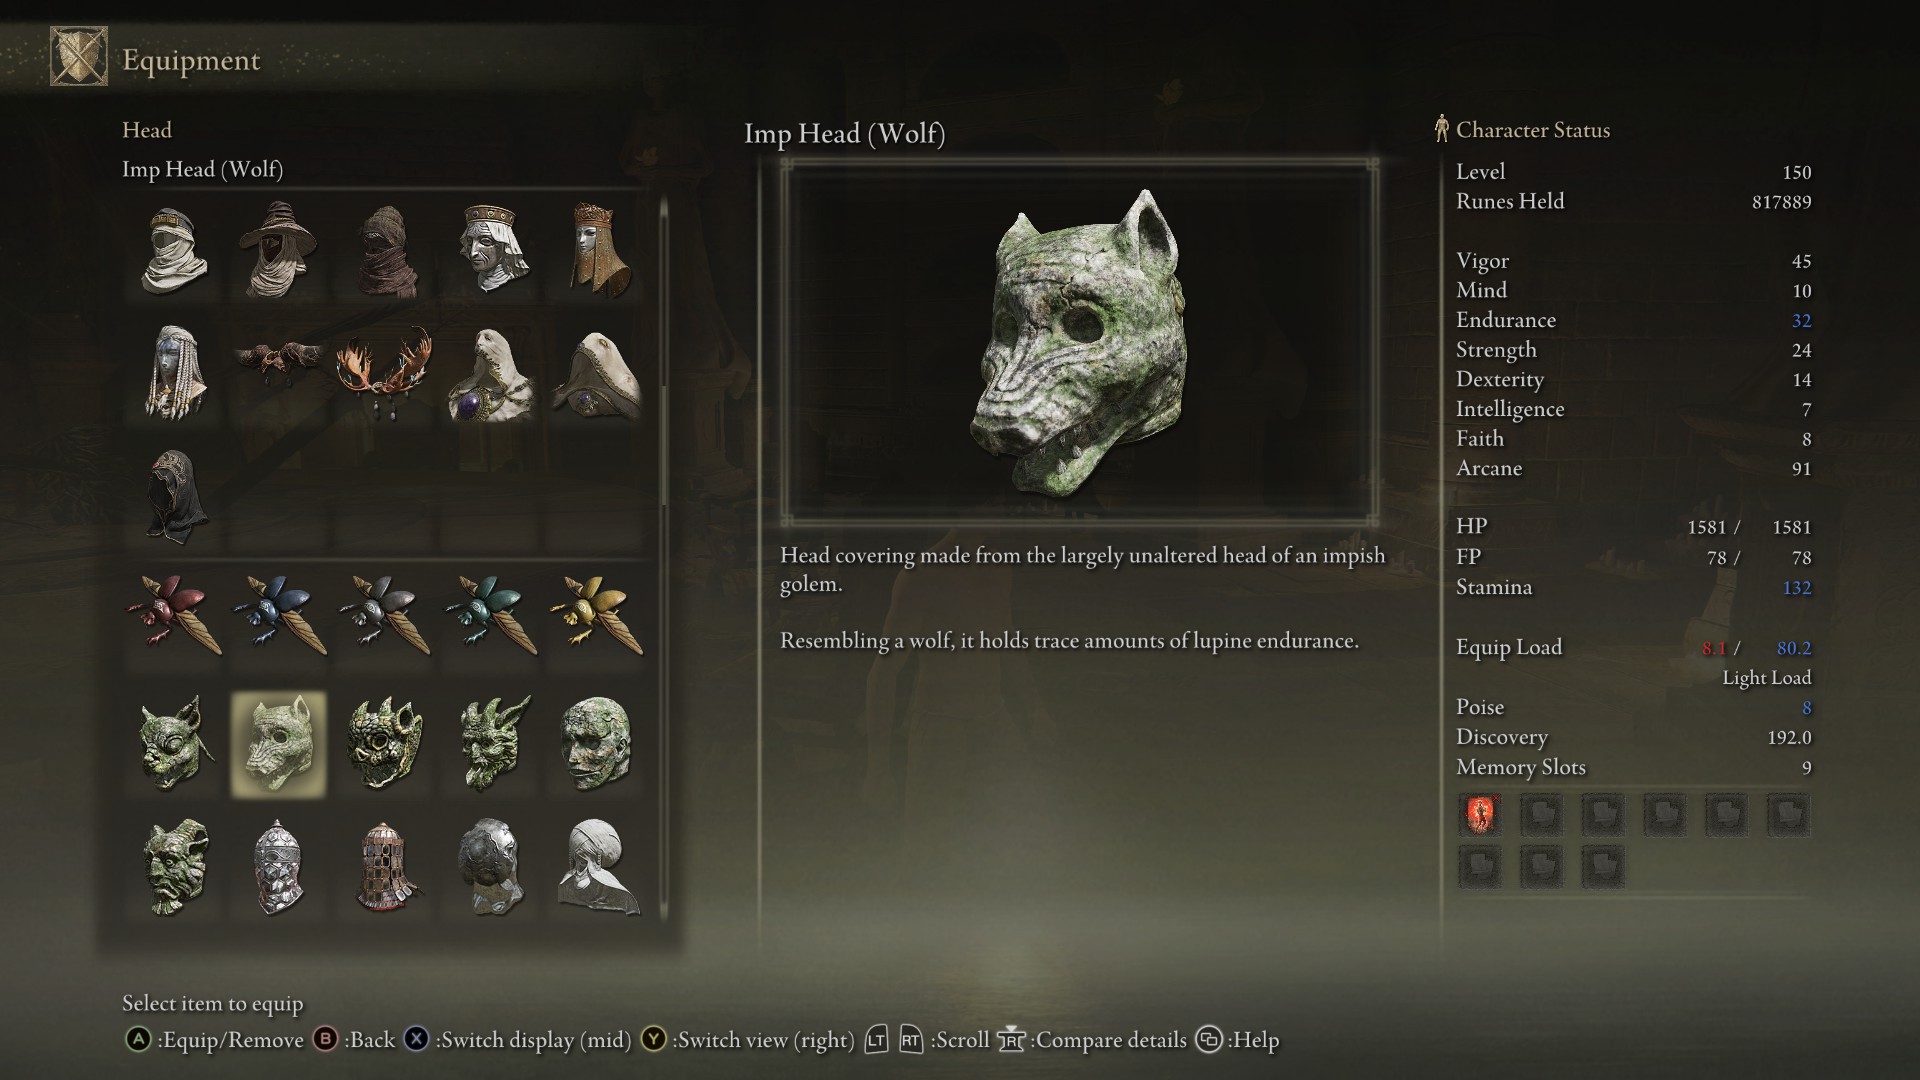 Equipment
Head
Imp Head (Wolf)
Imp Head (Wolf)
Head covering made from the largely unaltered head of an impish
golem.
Resembling a wolf, it holds trace amounts of lupine endurance.
Character Status
Level 150
Runes Held 817889
Vigor 45
Mind 10
Endurance 32
Strength 24
Dexterity 14
Intelligence 7
Faith 8
Arcane 91
HP 1581 / 1581
FP 78 / 78
Stamina 132
Equip Load 8.1 / 80.2
Light Load
Poise 8
Discovery 192.0
Memory Slots 9
Select item to equip
A :Equip/Remove B :Back X :Switch display (mid) Y :Switch view (right) LT RT :Scroll R :Compare details :Help